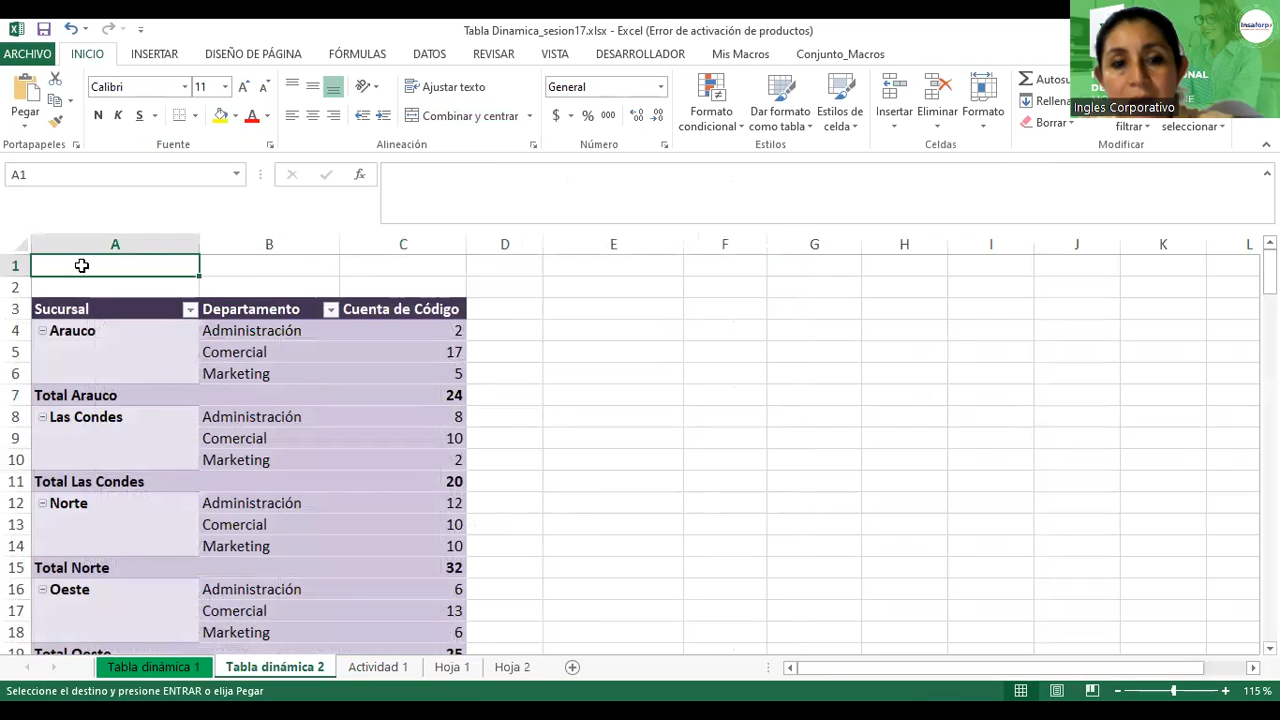 Tabla Dinamica_sesion17.xlsx - Excel (Error de activación de productos)
Insaforp
ARCHIVO INICIO INSERTAR DISEÑO DE PÁGINA FÓRMULAS DATOS REVISAR VISTA DESARROLLADOR Mis Macros Conjunto_Macros
Calibri 11 Ajustar texto General
Pegar N K S Combinar y centrar $ % 000
Formato condicional Dar formato como tabla Estilos de celda
Insertar Eliminar Formato
Borrar filtrar seleccionar
Ingles Corporativo
Portapapeles Fuente Alineación Número Estilos Celdas Modificar
A1 fx
A B C D E F G H I J K L
1
2
3 Sucursal Departamento Cuenta de Código
4 Arauco Administración 2
5 Comercial 17
6 Marketing 5
7 Total Arauco 24
8 Las Condes Administración 8
9 Comercial 10
10 Marketing 2
11 Total Las Condes 20
12 Norte Administración 12
13 Comercial 10
14 Marketing 10
15 Total Norte 32
16 Oeste Administración 6
17 Comercial 13
18 Marketing 6
19 Total Oeste 25
Tabla dinámica 1 Tabla dinámica 2 Actividad 1 Hoja 1 Hoja 2
Seleccione el destino y presione ENTRAR o elija Pegar 115 %